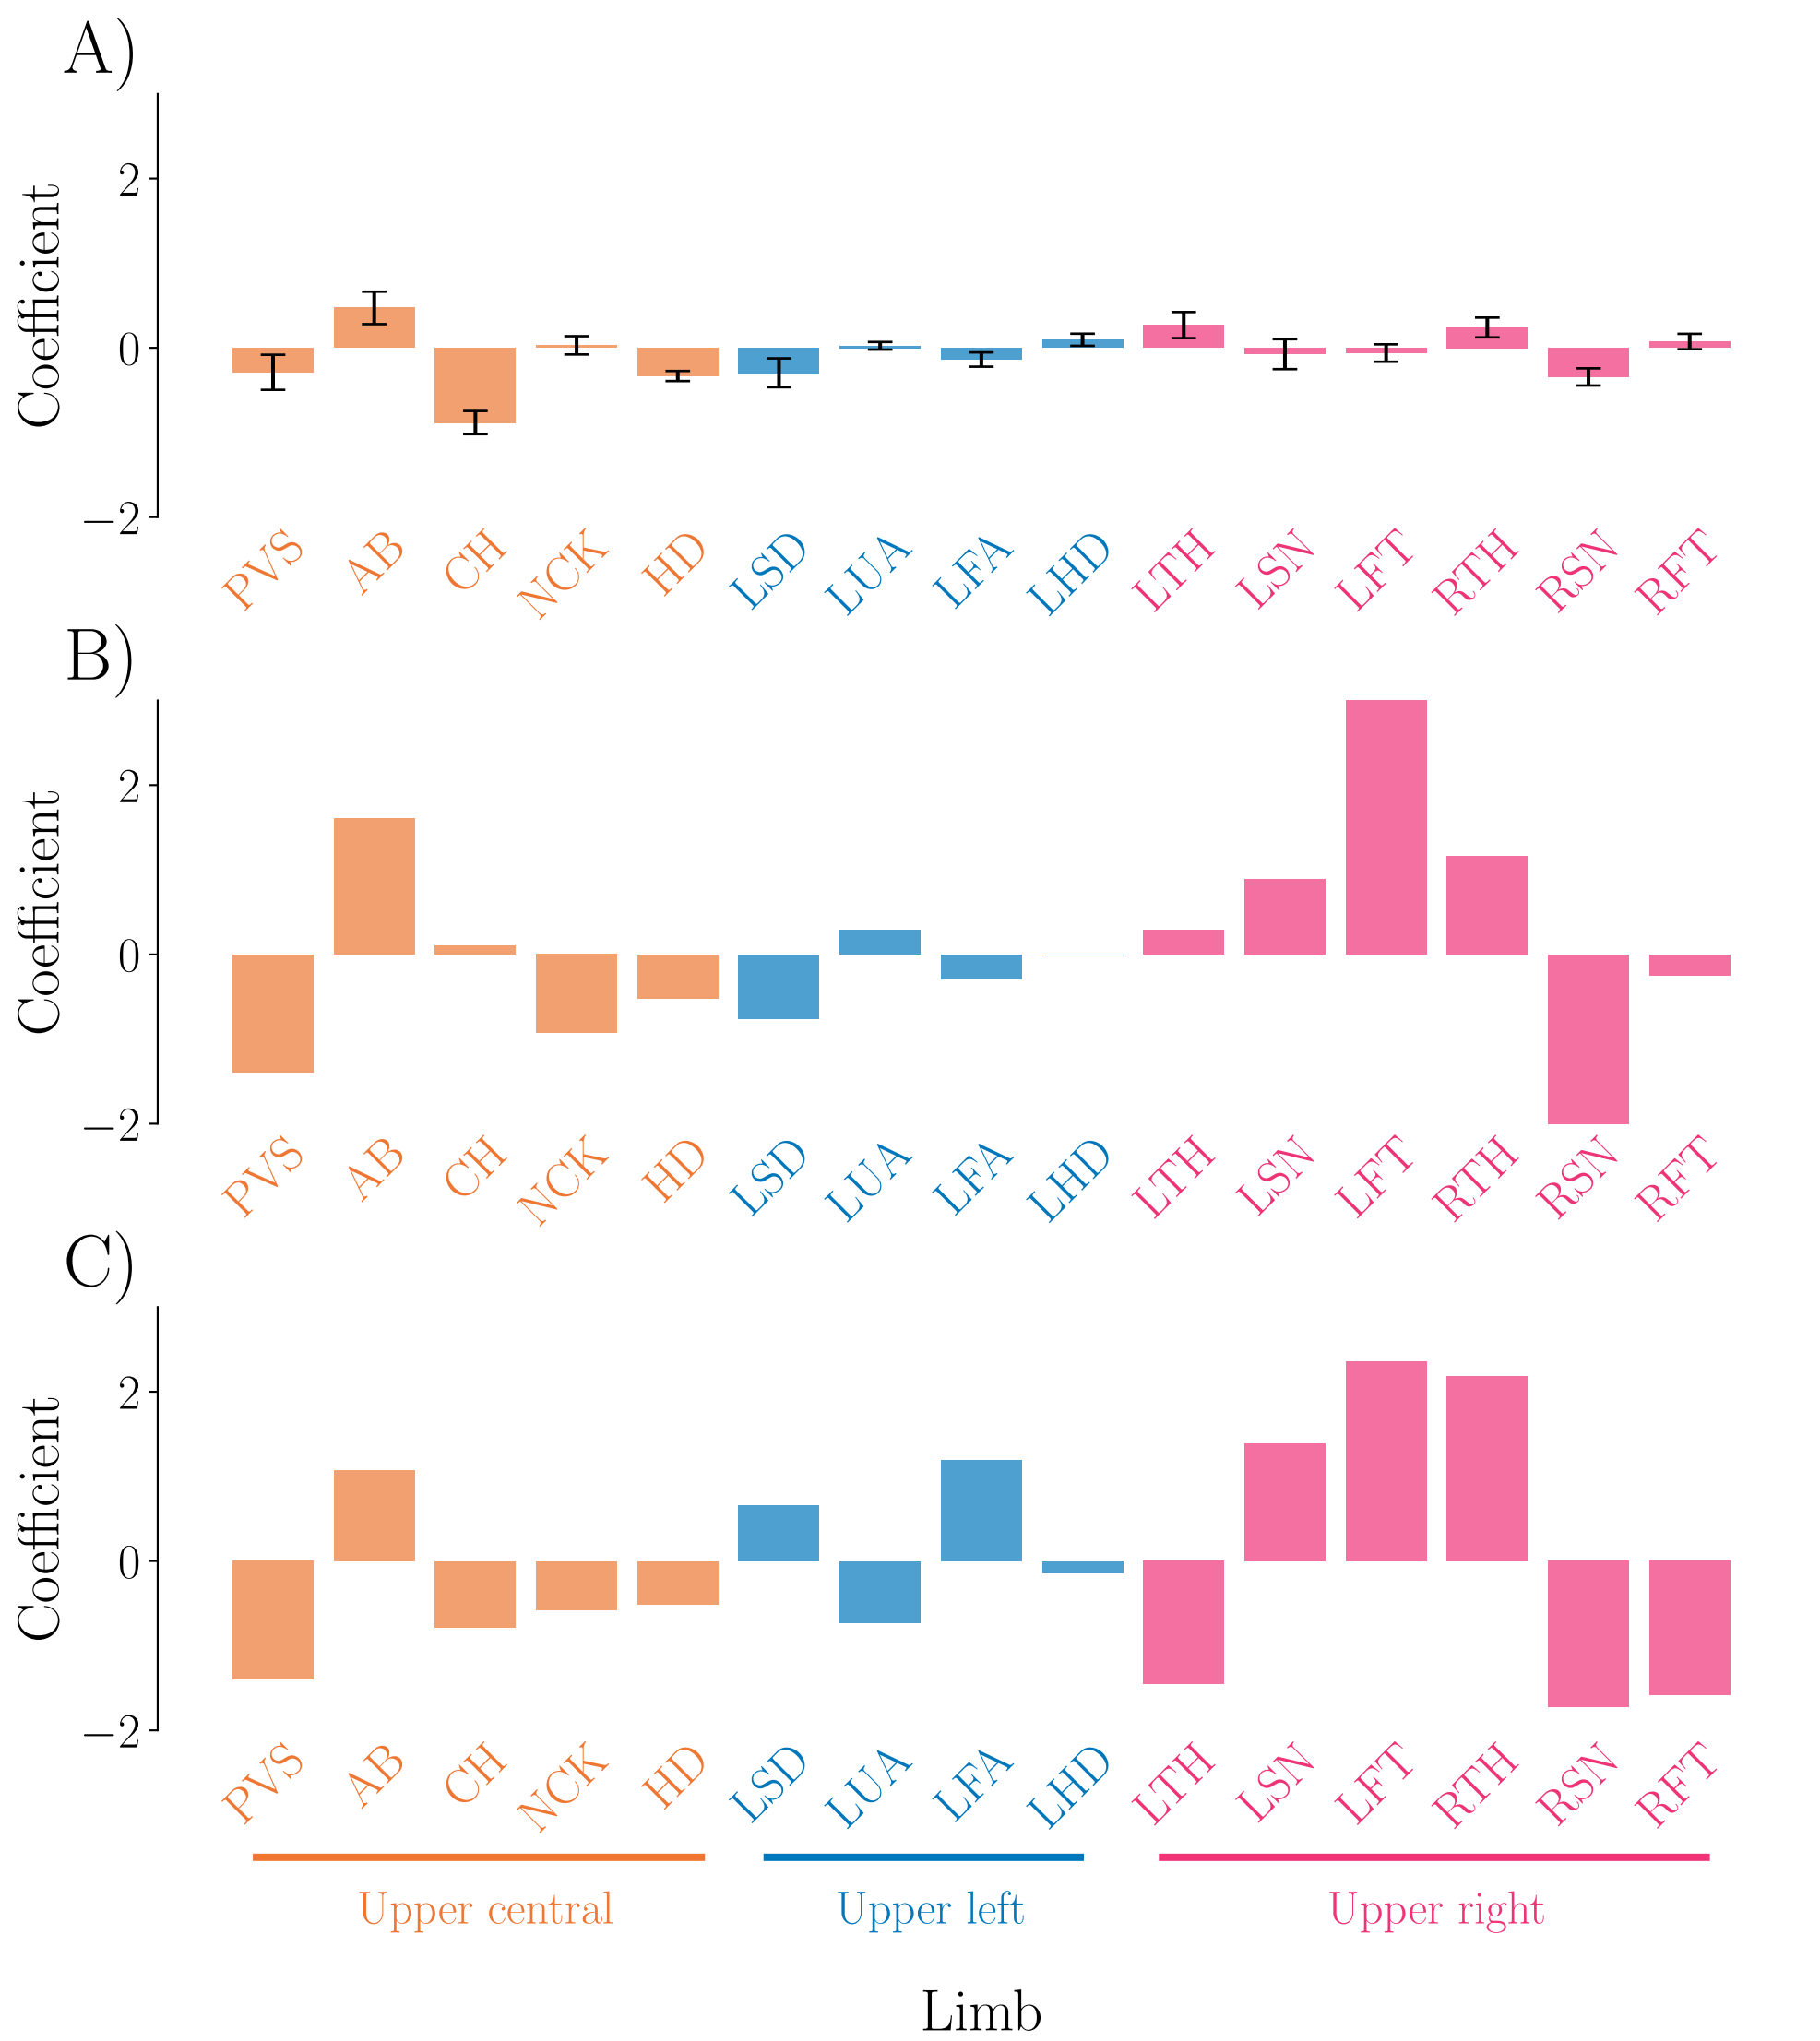 A)
Coefficient
2
0
−2
PVS AB CH NCK HD LSD LUA LFA LHD LTH LSN LFT RTH RSN RFT
B)
Coefficient
2
0
−2
PVS AB CH NCK HD LSD LUA LFA LHD LTH LSN LFT RTH RSN RFT
C)
Coefficient
2
0
−2
PVS AB CH NCK HD LSD LUA LFA LHD LTH LSN LFT RTH RSN RFT
Upper central Upper left Upper right
Limb